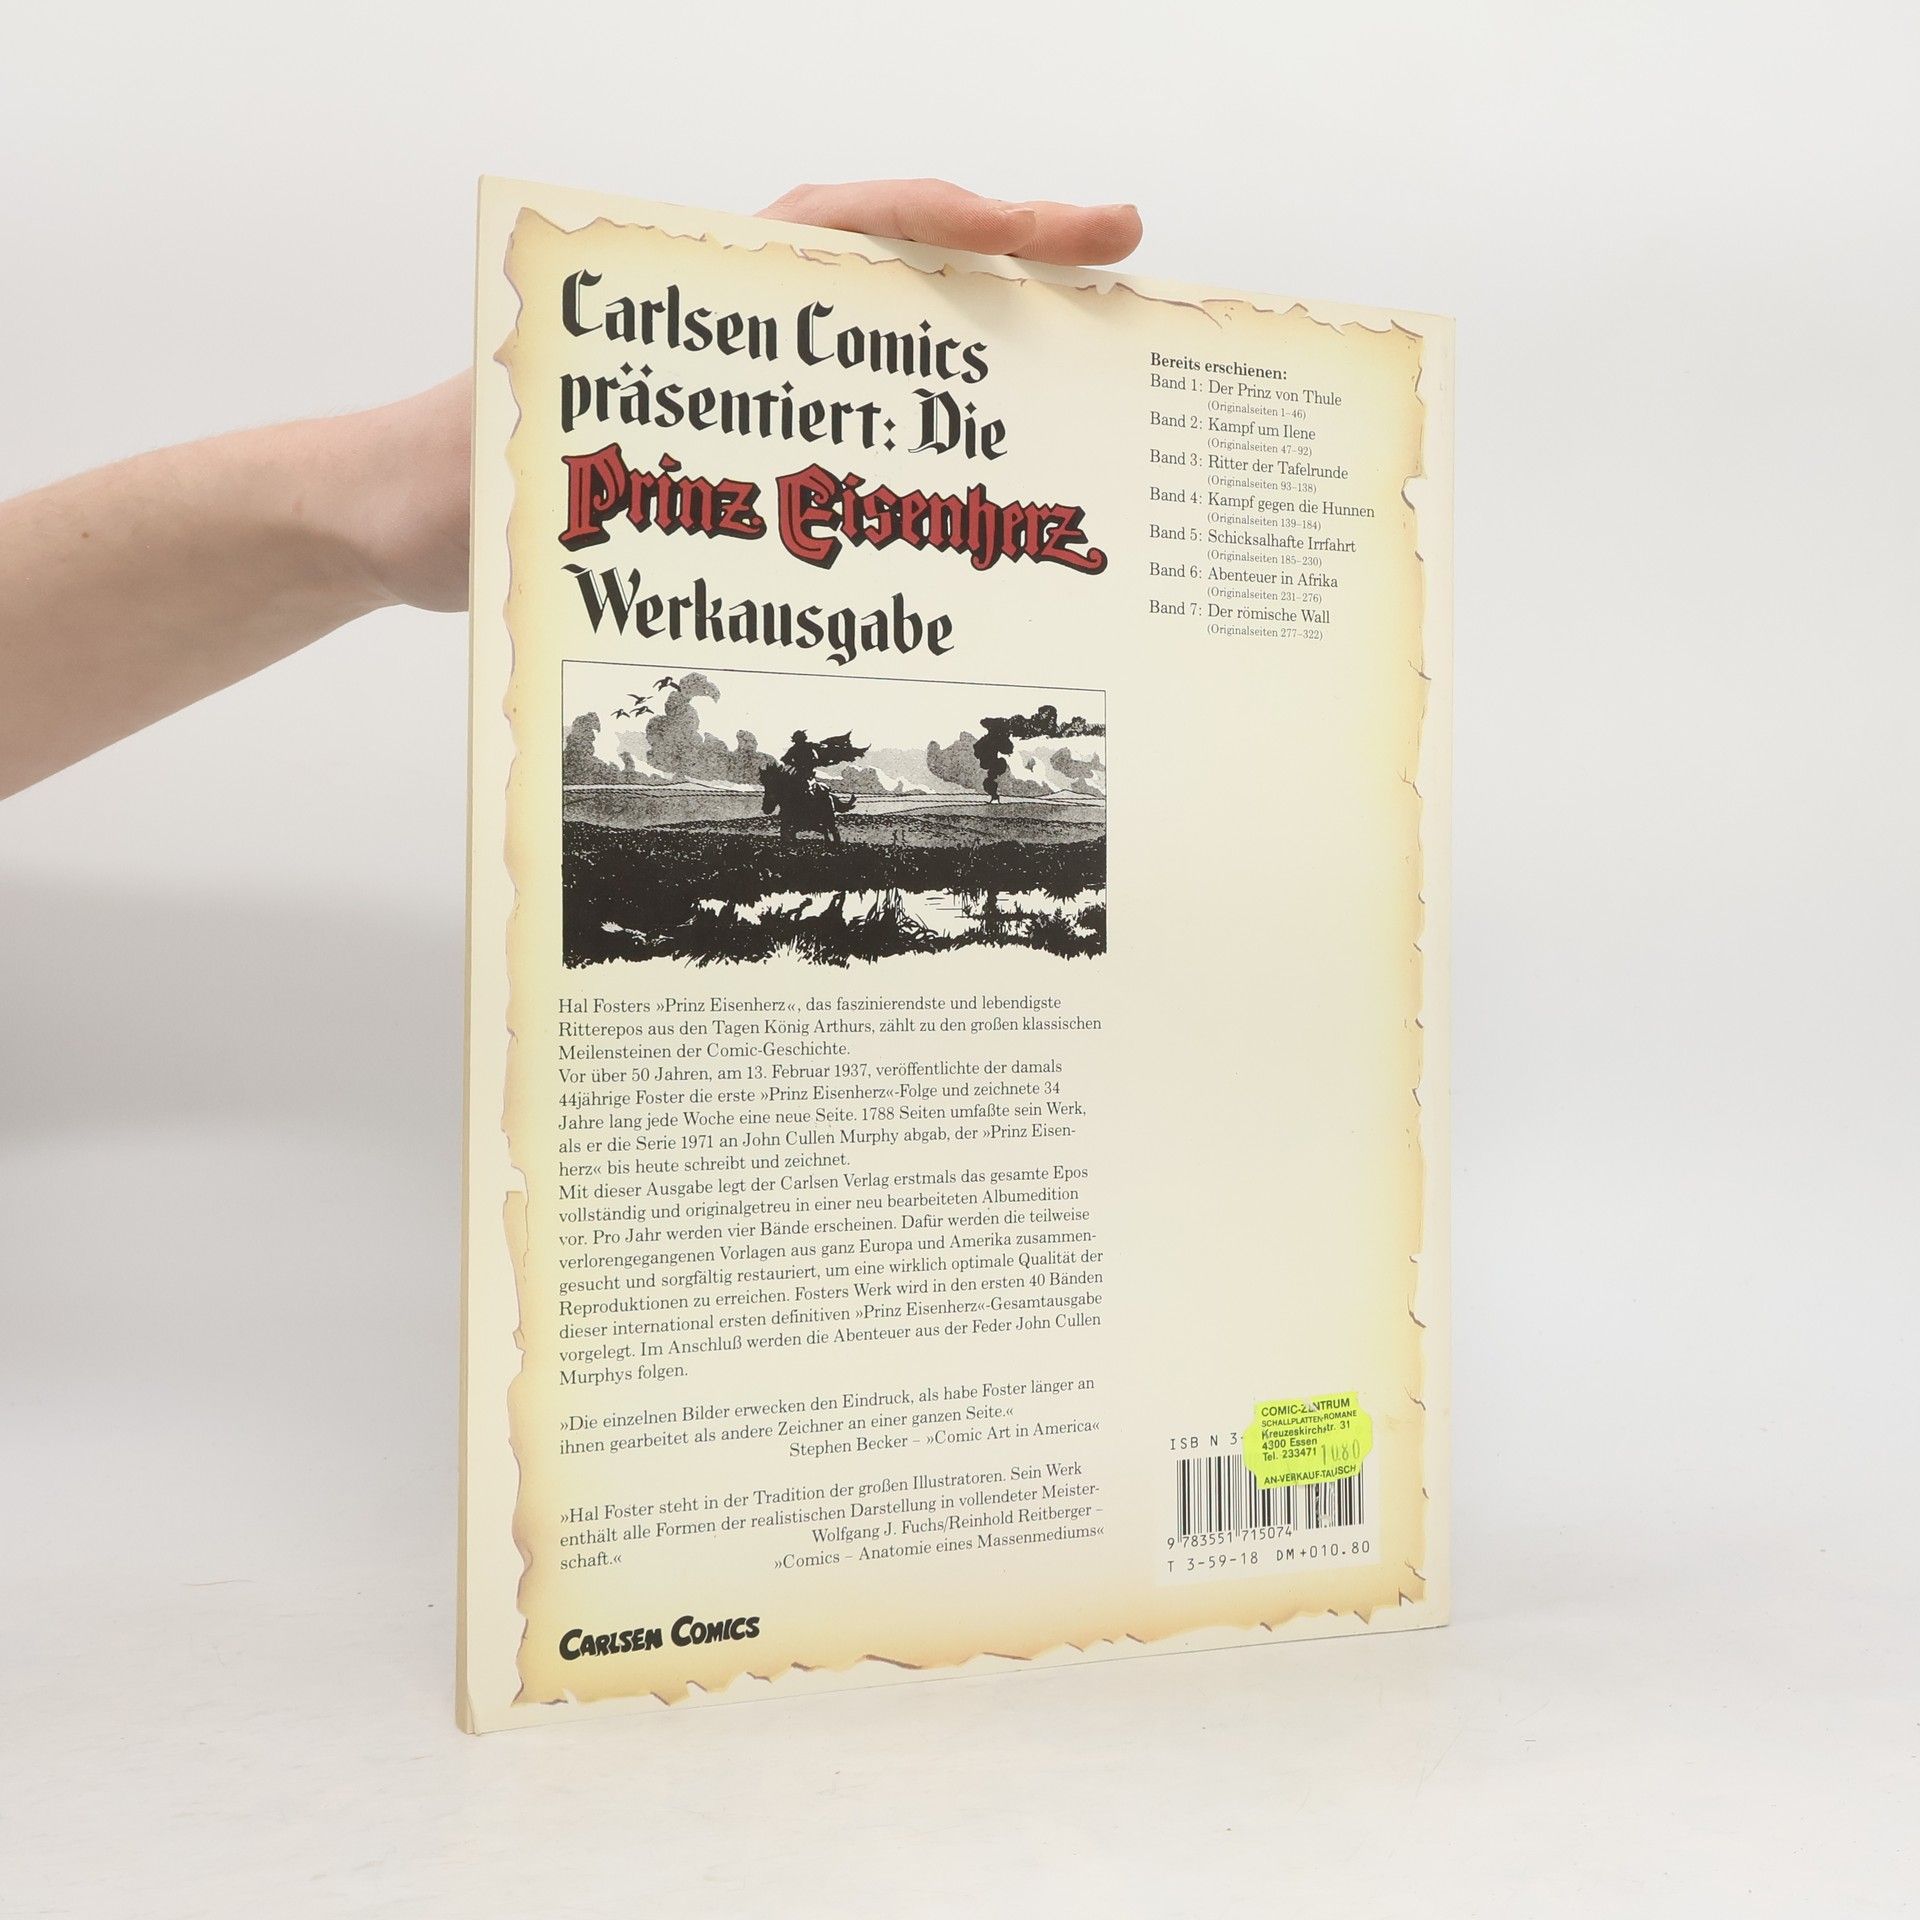 Carlsen Comics
präsentiert: Die
Prinz Eisenherz
Werkausgabe
Hal Fosters »Prinz Eisenherz«, das faszinierendste und lebendigste
Ritterepos aus den Tagen König Arthurs, zählt zu den großen klassischen
Meilensteinen der Comic-Geschichte.
Vor über 50 Jahren, am 13. Februar 1937, veröffentlichte der damals
44jährige Foster die erste »Prinz Eisenherz«-Folge und zeichnete 34
Jahre lang jede Woche eine neue Seite. 1788 Seiten umfaßte sein Werk,
als er die Serie 1971 an John Cullen Murphy abgab, der »Prinz Eisen-
herz« bis heute schreibt und zeichnet.
Mit dieser Ausgabe legt der Carlsen Verlag erstmals das gesamte Epos
vollständig und originalgetreu in einer neu bearbeiteten Albumedition
vor. Pro Jahr werden vier Bände erscheinen. Dafür werden die teilweise
verlorengegangenen Vorlagen aus ganz Europa und Amerika zusammen-
gesucht und sorgfältig restauriert, um eine wirklich optimale Qualität der
Reproduktionen zu erreichen. Fosters Werk wird in den ersten 40 Bänden
dieser international ersten definitiven »Prinz Eisenherz«-Gesamtausgabe
vorgelegt. Im Anschluß werden die Abenteuer aus der Feder John Cullen
Murphys folgen.
»Die einzelnen Bilder erwecken den Eindruck, als habe Foster länger an
ihnen gearbeitet als andere Zeichner an einer ganzen Seite.«
Stephen Becker – »Comic Art in America«
»Hal Foster steht in der Tradition der großen Illustratoren. Sein Werk
enthält alle Formen der realistischen Darstellung in vollendeter Meister-
schaft.«
Wolfgang J. Fuchs/Reinhold Reitberger –
»Comics – Anatomie eines Massenmediums«
CARLSEN COMICS
Bereits erschienen:
Band 1: Der Prinz von Thule
(Originalseiten 1–46)
Band 2: Kampf um Ilene
(Originalseiten 47–92)
Band 3: Ritter der Tafelrunde
(Originalseiten 93–138)
Band 4: Kampf gegen die Hunnen
(Originalseiten 139–184)
Band 5: Schicksalhafte Irrfahrt
(Originalseiten 185–230)
Band 6: Abenteuer in Afrika
(Originalseiten 231–276)
Band 7: Der römische Wall
(Originalseiten 277–322)
COMIC-ZENTRUM
SCHALLPLATTEN-ROMANE
Kreuzeskirchstr. 31
4300 Essen
Tel. 233471
1080
AN-VERKAUF-TAUSCH
ISBN 3-
9 783551 715074
T 3-59-18 DM+010.80